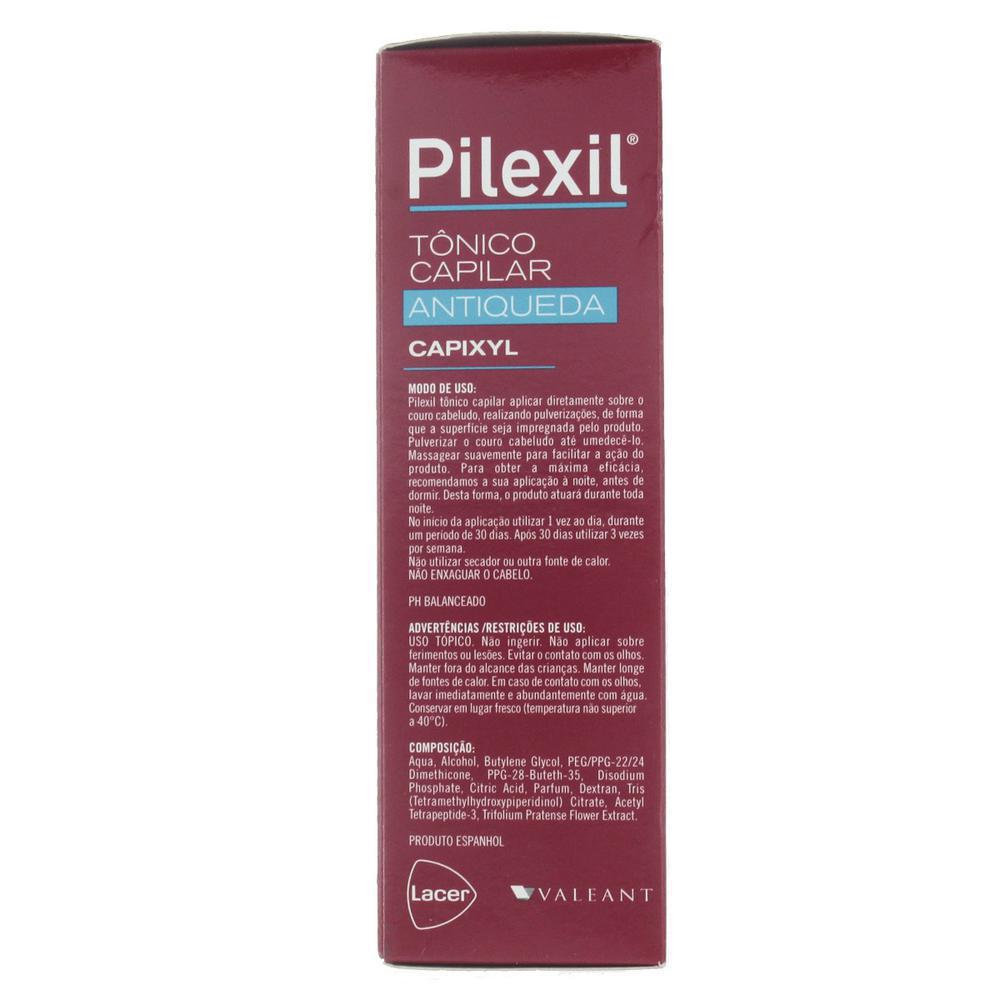 Pilexil®
TÔNICO
CAPILAR
ANTIQUEDA
CAPIXYL
MODO DE USO:
Pilexil tônico capilar aplicar diretamente sobre o
couro cabeludo, realizando pulverizações, de forma
que a superfície seja impregnada pelo produto.
Pulverizar o couro cabeludo até umedecê-lo.
Massagear suavemente para facilitar a ação do
produto. Para obter a máxima eficácia,
recomendamos a sua aplicação à noite, antes de
dormir. Desta forma, o produto atuará durante toda
noite.
No início da aplicação utilizar 1 vez ao dia, durante
um período de 30 dias. Após 30 dias utilizar 3 vezes
por semana.
Não utilizar secador ou outra fonte de calor.
NÃO ENXAGUAR O CABELO.
PH BALANCEADO
ADVERTÊNCIAS /RESTRIÇÕES DE USO:
USO TÓPICO. Não ingerir. Não aplicar sobre
ferimentos ou lesões. Evitar o contato com os olhos.
Manter fora do alcance das crianças. Manter longe
de fontes de calor. Em caso de contato com os olhos,
lavar imediatamente e abundantemente com água.
Conservar em lugar fresco (temperatura não superior
a 40°C).
COMPOSIÇÃO:
Aqua, Alcohol, Butylene Glycol, PEG/PPG-22/24
Dimethicone, PPG-28-Buteth-35, Disodium
Phosphate, Citric Acid, Parfum, Dextran, Tris
(Tetramethylhydroxypiperidinol) Citrate, Acetyl
Tetrapeptide-3, Trifolium Pratense Flower Extract.
PRODUTO ESPANHOL
Lacer
VALEANT